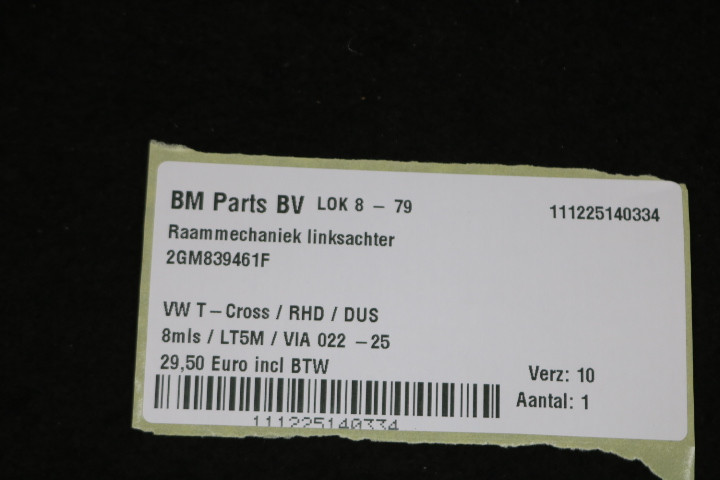 BM Parts BV LOK 8 - 79
111225140334
Raammechaniek linksachter
2GM839461F
VW T-Cross / RHD / DUS
8mls / LT5M / VIA 022 -25
29,50 Euro incl BTW
Verz: 10
Aantal: 1
111225140334